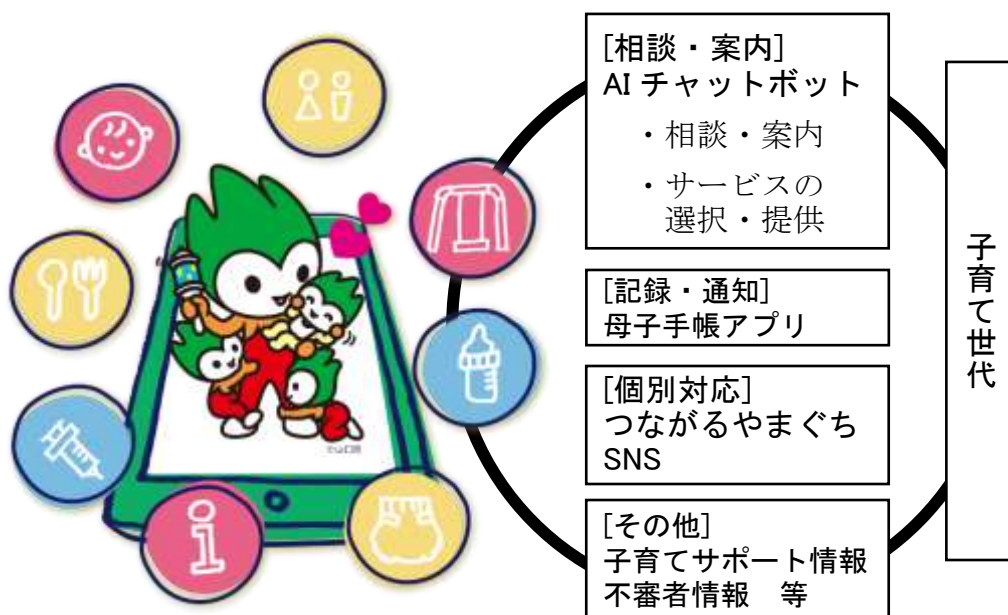 [相談・案内]
AI チャットボット
・相談・案内
・サービスの
選択・提供
[記録・通知]
母子手帳アプリ
[個別対応]
つながるやまぐち
SNS
[その他]
子育てサポート情報
不審者情報　等
子育て世代